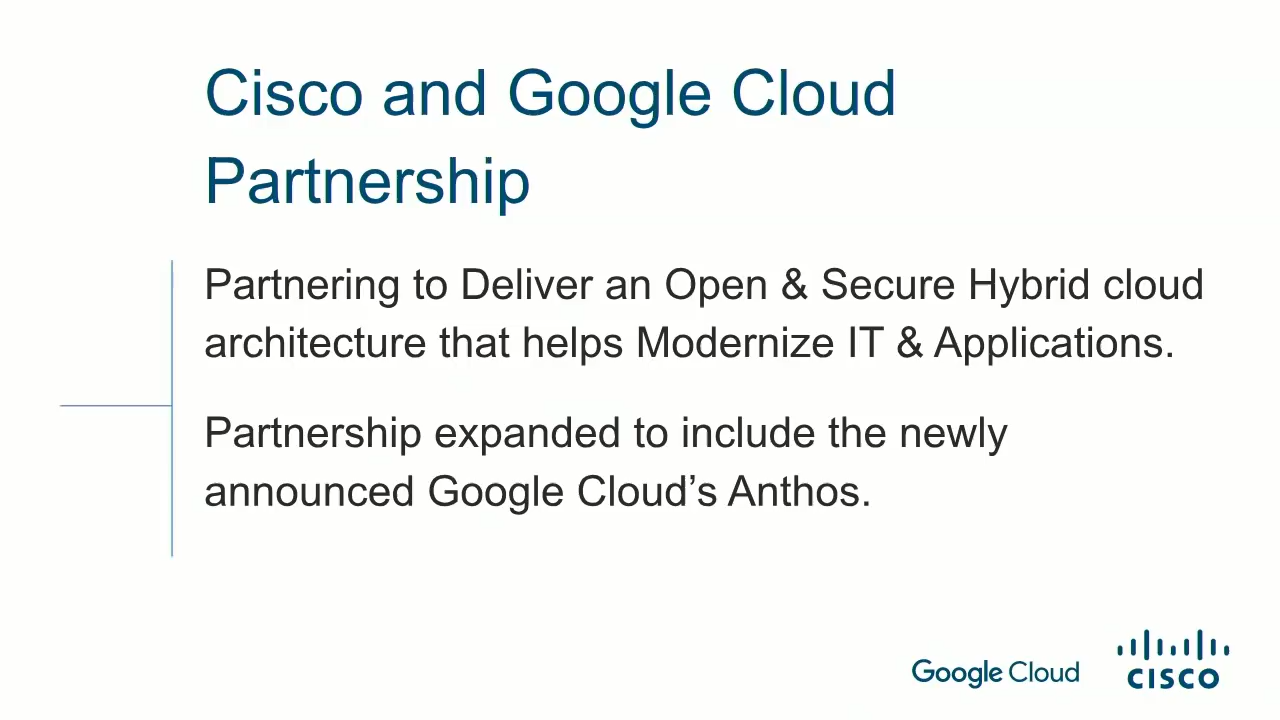 Cisco and Google Cloud
Partnership
Partnering to Deliver an Open & Secure Hybrid cloud
architecture that helps Modernize IT & Applications.
Partnership expanded to include the newly
announced Google Cloud’s Anthos.
Google Cloud
CISCO